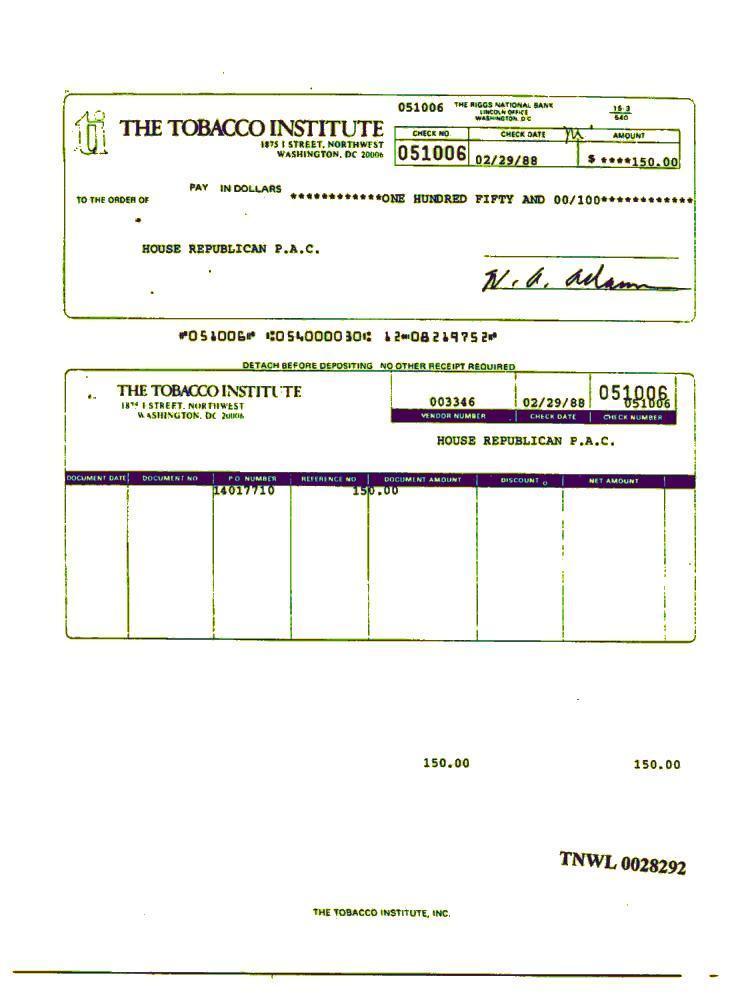 051006 THE RIGGS NATIONAL BANK
LINCOLN OFFICE
WASHINGTON, D C
15-3
540
ti THE TOBACCO INSTITUTE
1875 I STREET, NORTHWEST
WASHINGTON, DC 20006
CHECK NO. CHECK DATE AMOUNT
051006 02/29/88 $ ****150.00
PAY IN DOLLARS ************ONE HUNDRED FIFTY AND 00/100************
TO THE ORDER OF
HOUSE REPUBLICAN P.A.C.
N. A. Adams
⑈051006⑈ ⑆054000030⑆ 12⑉08219752⑈
DETACH BEFORE DEPOSITING NO OTHER RECEIPT REQUIRED
THE TOBACCO INSTITUTE
1875 I STREET, NORTHWEST
WASHINGTON, DC 20006
003346 02/29/88 051006
051006
VENDOR NUMBER CHECK DATE CHECK NUMBER
HOUSE REPUBLICAN P.A.C.
DOCUMENT DATE DOCUMENT NO P O NUMBER REFERENCE NO DOCUMENT AMOUNT DISCOUNT NET AMOUNT
14017710 150.00
150.00 150.00
TNWL 0028292
THE TOBACCO INSTITUTE, INC.